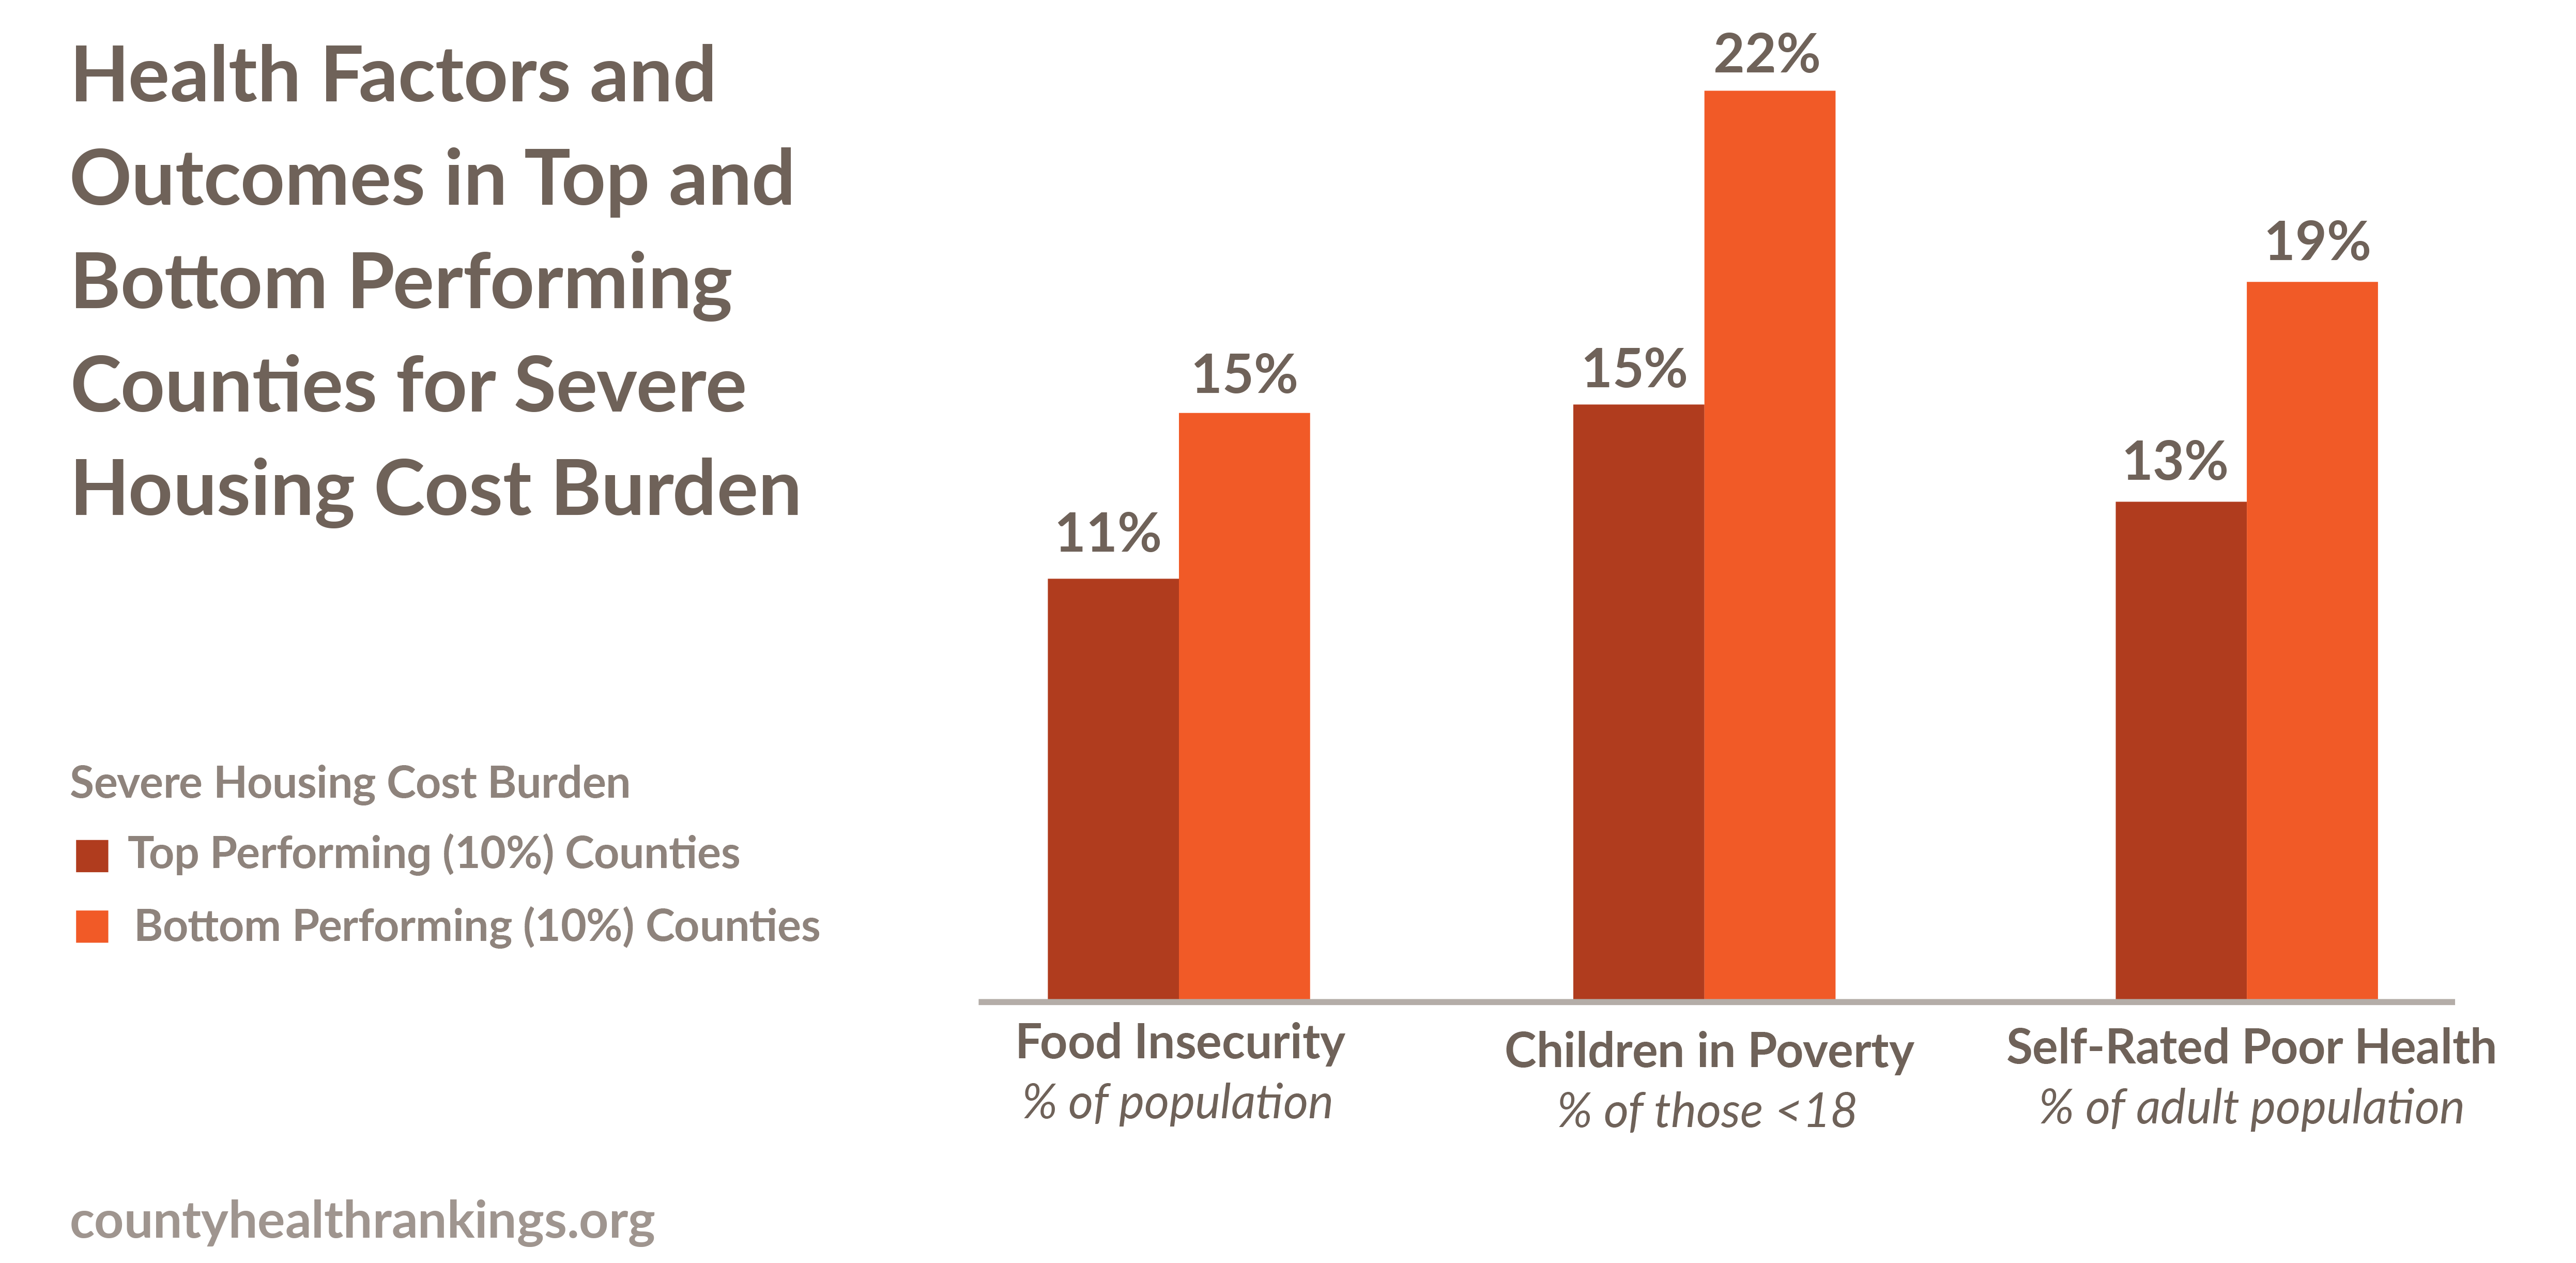 Health Factors and
Outcomes in Top and
Bottom Performing
Counties for Severe
Housing Cost Burden
Severe Housing Cost Burden
Top Performing (10%) Counties
Bottom Performing (10%) Counties
countyhealthrankings.org
11%
15%
15%
22%
13%
19%
Food Insecurity
% of population
Children in Poverty
% of those <18
Self-Rated Poor Health
% of adult population